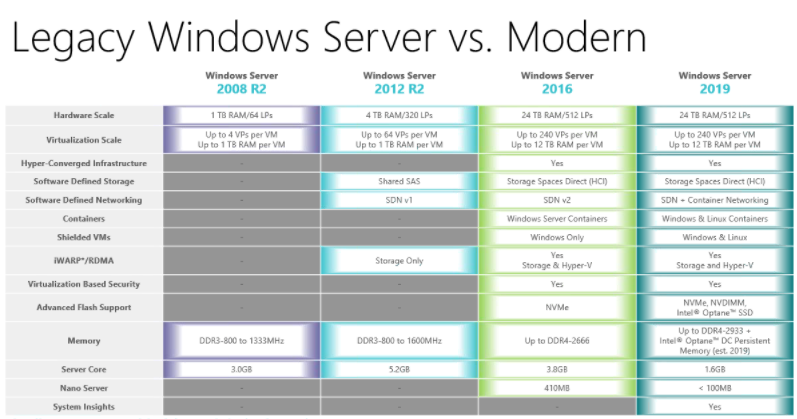 Legacy Windows Server vs. Modern
Windows Server 2008 R2 Windows Server 2012 R2 Windows Server 2016 Windows Server 2019
Hardware Scale 1 TB RAM/64 LPs 4 TB RAM/320 LPs 24 TB RAM/512 LPs 24 TB RAM/512 LPs
Virtualization Scale Up to 4 VPs per VM Up to 1 TB RAM per VM Up to 64 VPs per VM Up to 1 TB RAM per VM Up to 240 VPs per VM Up to 12 TB RAM per VM Up to 240 VPs per VM Up to 12 TB RAM per VM
Hyper-Converged Infrastructure - - Yes Yes
Software Defined Storage - Shared SAS Storage Spaces Direct (HCI) Storage Spaces Direct (HCI)
Software Defined Networking - SDN v1 SDN v2 SDN + Container Networking
Containers - - Windows Server Containers Windows & Linux Containers
Shielded VMs - - Windows Only Windows & Linux
iWARP*/RDMA - Storage Only Yes Storage & Hyper-V Yes Storage and Hyper-V
Virtualization Based Security - - Yes Yes
Advanced Flash Support - - NVMe NVMe, NVDIMM, Intel® Optane™ SSD
Memory DDR3-800 to 1333MHz DDR3-800 to 1600MHz Up to DDR4-2666 Up to DDR4-2933 + Intel® Optane™ DC Persistent Memory (est. 2019)
Server Core 3.0GB 5.2GB 3.8GB 1.6GB
Nano Server - - 410MB < 100MB
System Insights - - - Yes